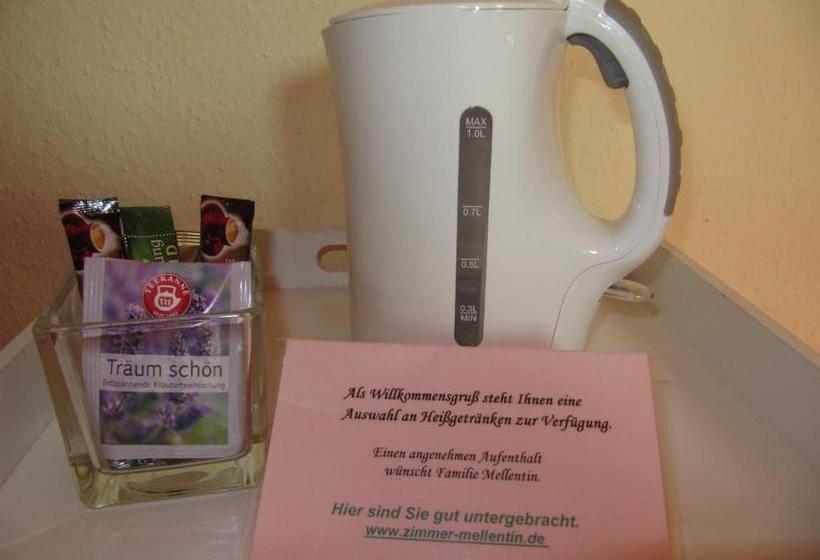 MAX
1.0L
0.7L
0.5L
0.3L
MIN
TEEKANNE
Träum schön
Entspannende Kräuterteemischung
Als Willkommensgruß steht Ihnen eine
Auswahl an Heißgetränken zur Verfügung.
Einen angenehmen Aufenthalt
wünscht Familie Mellentin.
Hier sind Sie gut untergebracht.
www.zimmer-mellentin.de